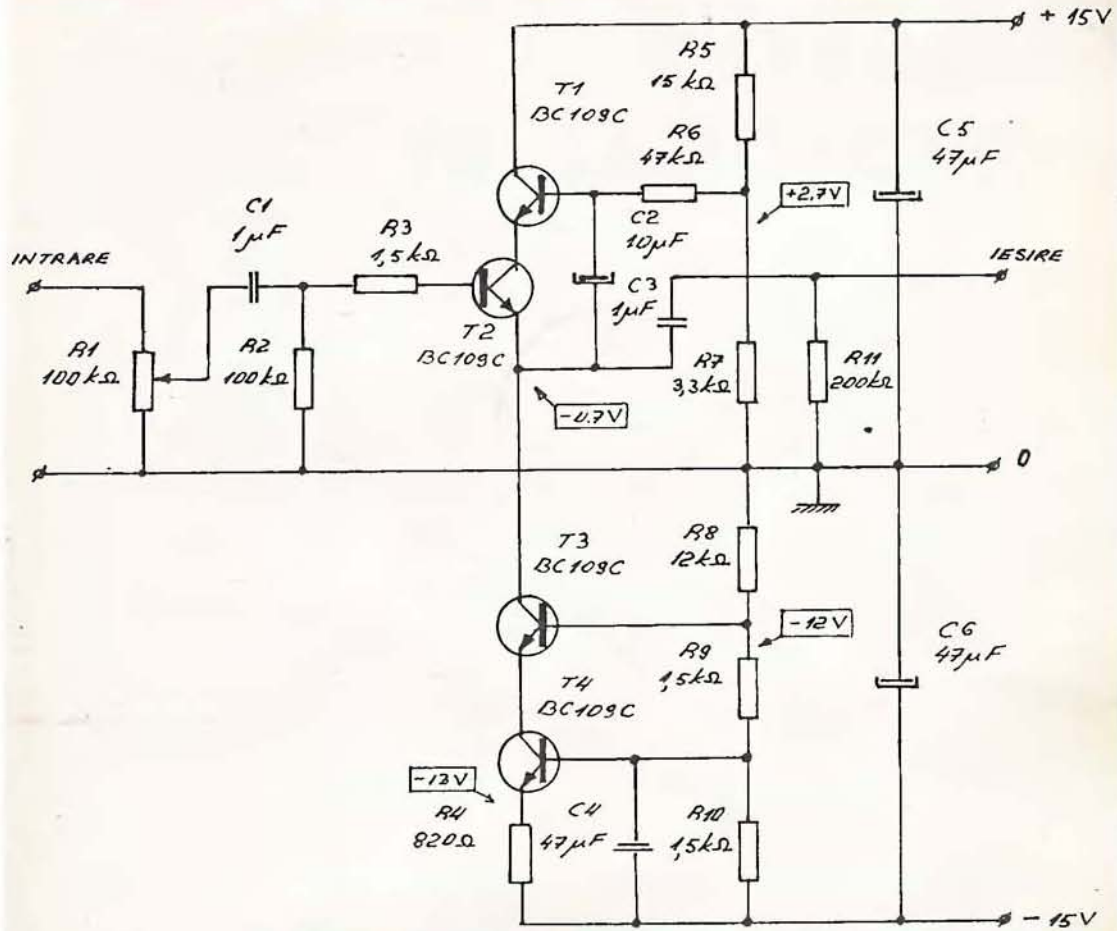 + 15V
R5
15 kΩ
T1
BC109C
R6
47kΩ
C5
47µF
+2.7V
C1
1µF
C2
10µF
R3
1,5kΩ
INTRARE
IESIRE
C3
1µF
T2
BC109C
R1
100kΩ
R2
100kΩ
R7
3,3kΩ
R11
200kΩ
-0.7V
0
R8
12kΩ
T3
BC109C
-12V
C6
47µF
R9
1,5kΩ
T4
BC109C
-13V
R4
820Ω
C4
47µF
R10
1,5kΩ
- 15V